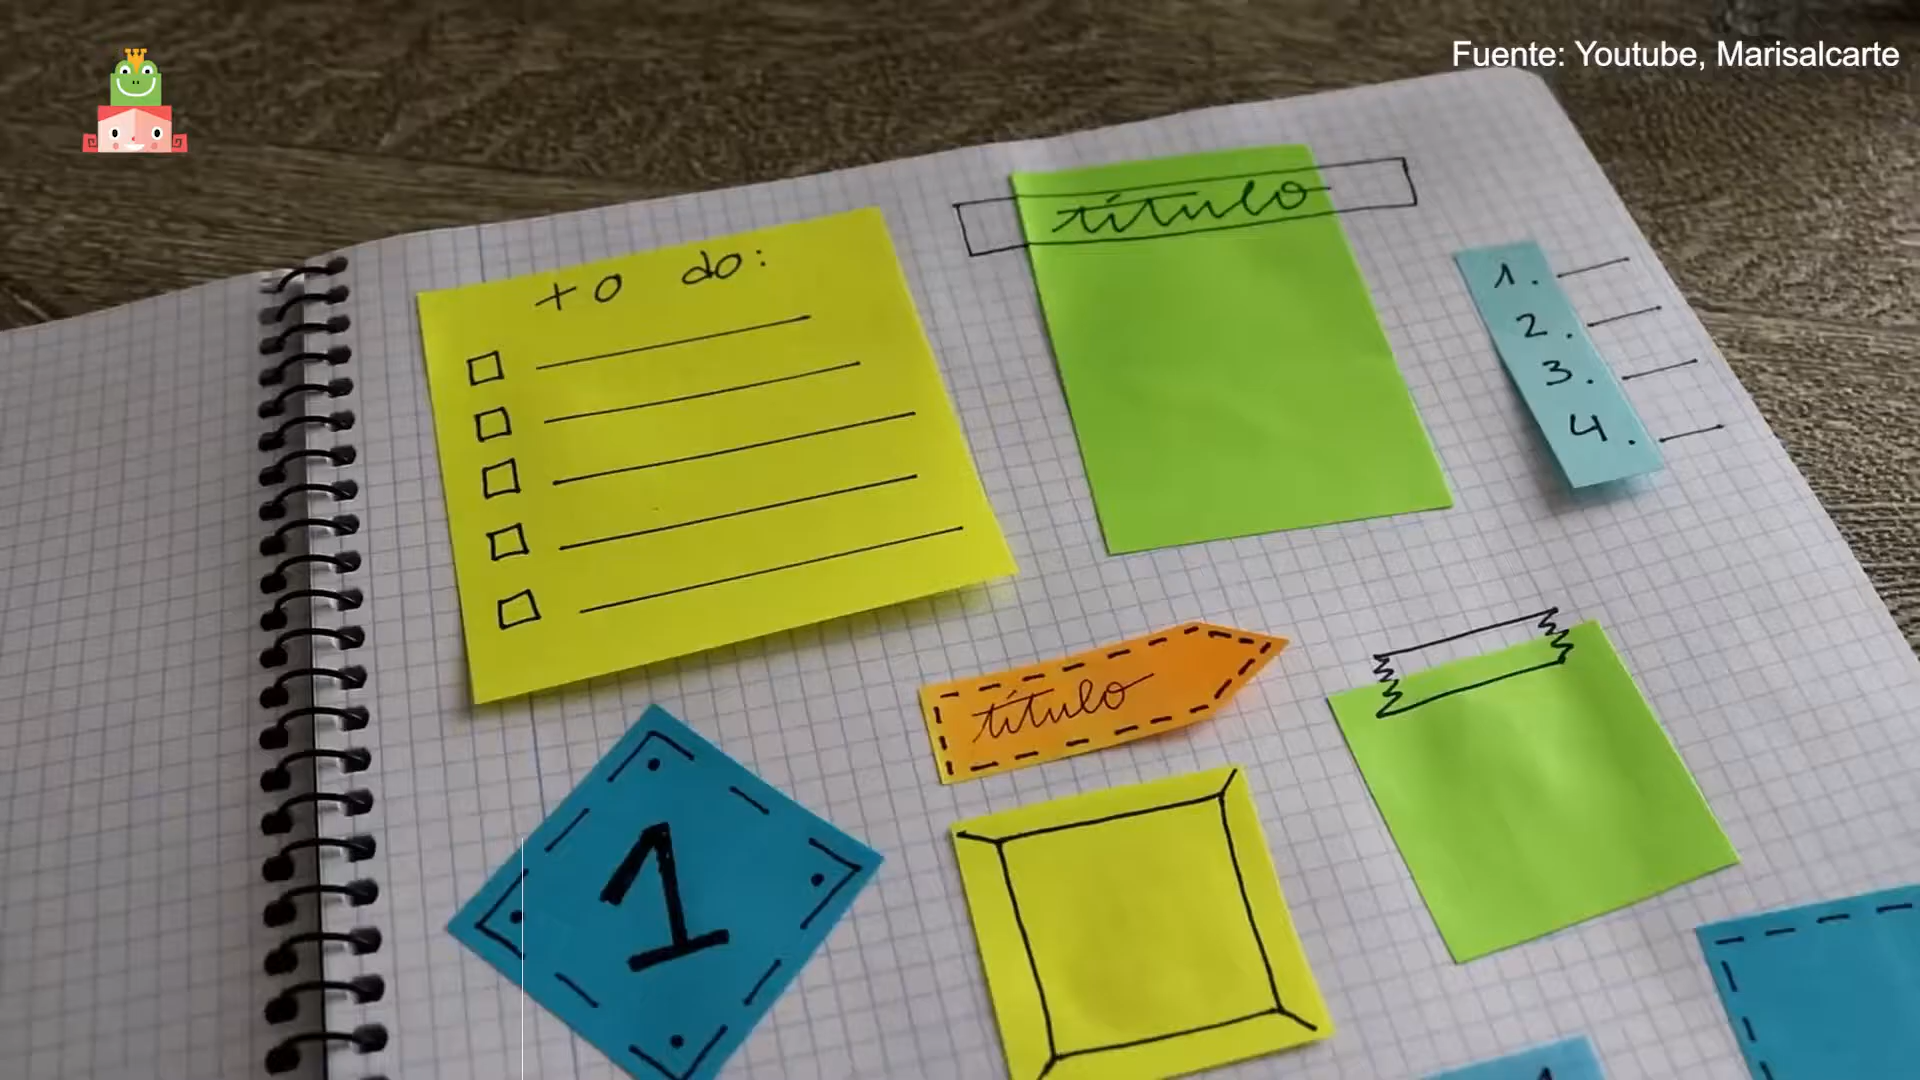 Fuente: Youtube, Marisalcarte
to do:
título
1.
2.
3.
4.
título
1